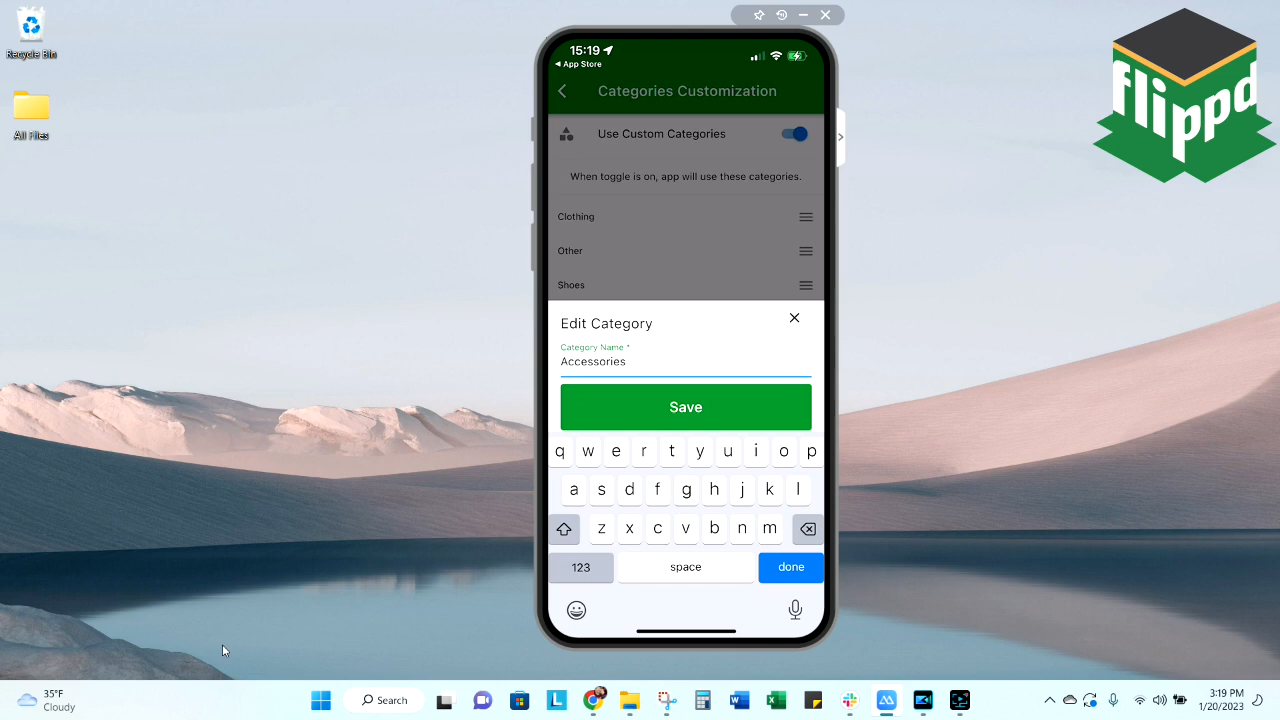 Recycle Bin
All Files
flippd
15:19
App Store
Categories Customization
Use Custom Categories
When toggle is on, app will use these categories.
Clothing
Other
Shoes
Edit Category
Category Name *
Accessories
Save
q w e r t y u i o p
a s d f g h j k l
z x c v b n m
123 space done
35°F
Cloudy
Search
3:19 PM
1/20/2023